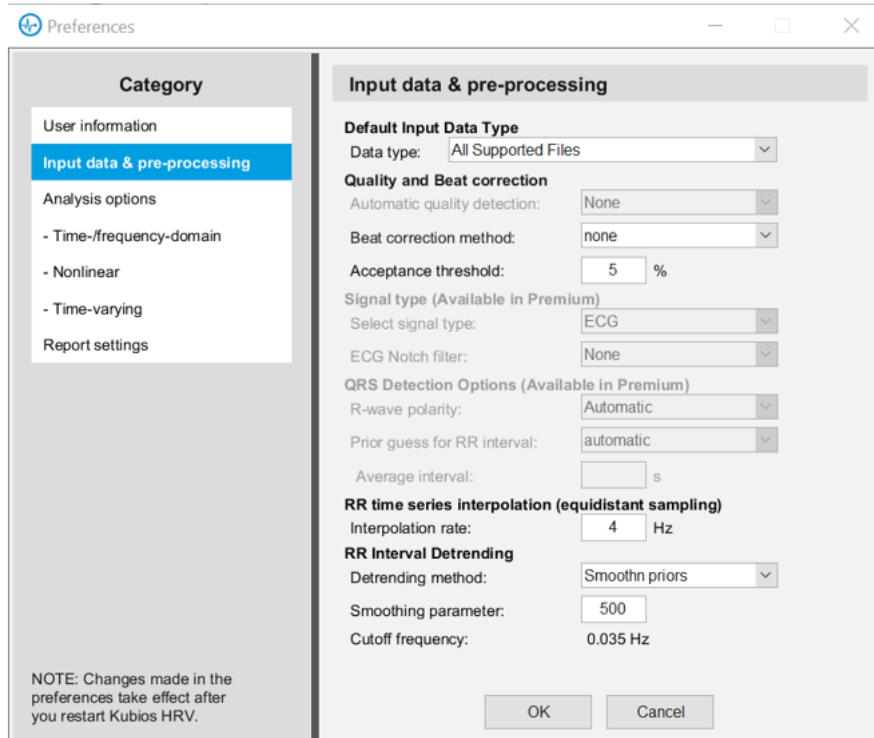 Preferences
Category
User information
Input data & pre-processing
Analysis options
- Time-/frequency-domain
- Nonlinear
- Time-varying
Report settings
NOTE: Changes made in the
preferences take effect after
you restart Kubios HRV.
Input data & pre-processing
Default Input Data Type
Data type: All Supported Files
Quality and Beat correction
Automatic quality detection: None
Beat correction method: none
Acceptance threshold: 5 %
Signal type (Available in Premium)
Select signal type: ECG
ECG Notch filter: None
QRS Detection Options (Available in Premium)
R-wave polarity: Automatic
Prior guess for RR interval: automatic
Average interval: s
RR time series interpolation (equidistant sampling)
Interpolation rate: 4 Hz
RR Interval Detrending
Detrending method: Smoothn priors
Smoothing parameter: 500
Cutoff frequency: 0.035 Hz
OK Cancel